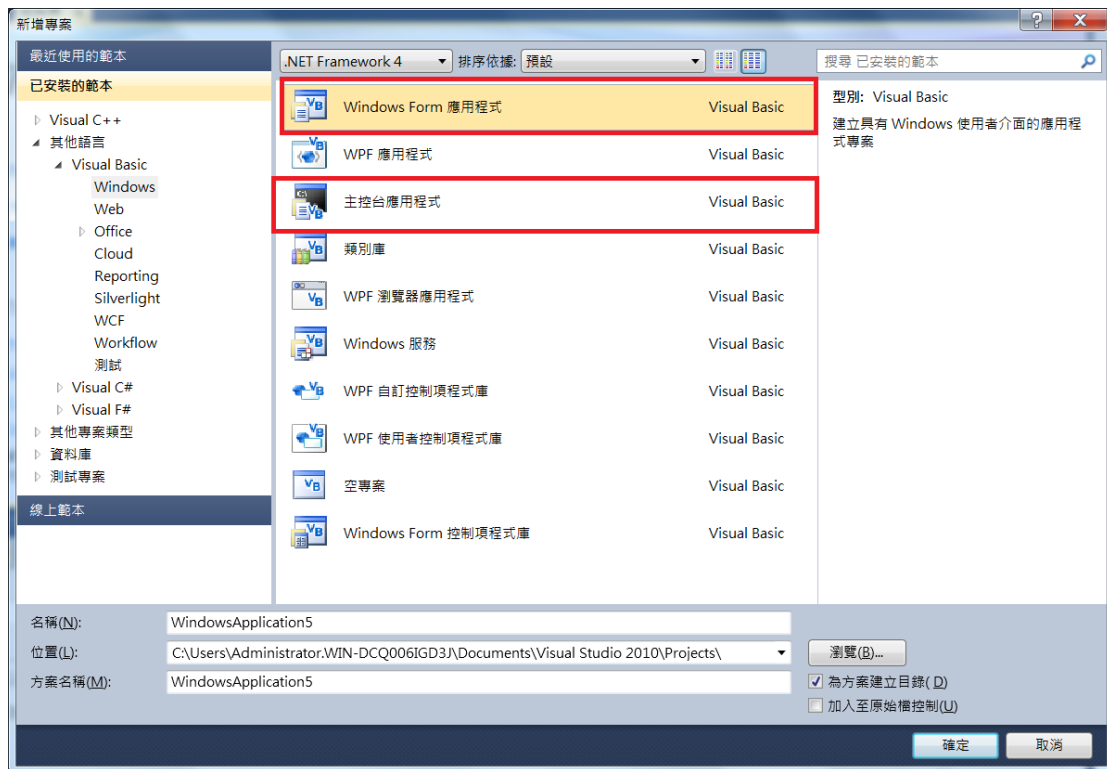 新增專案
最近使用的範本
已安裝的範本
Visual C++
其他語言
Visual Basic
Windows
Web
Office
Cloud
Reporting
Silverlight
WCF
Workflow
測試
Visual C#
Visual F#
其他專案類型
資料庫
測試專案
線上範本
.NET Framework 4 排序依據: 預設
Windows Form 應用程式 Visual Basic
WPF 應用程式 Visual Basic
主控台應用程式 Visual Basic
類別庫 Visual Basic
WPF 瀏覽器應用程式 Visual Basic
Windows 服務 Visual Basic
WPF 自訂控制項程式庫 Visual Basic
WPF 使用者控制項程式庫 Visual Basic
空專案 Visual Basic
Windows Form 控制項程式庫 Visual Basic
搜尋 已安裝的範本
型別: Visual Basic
建立具有 Windows 使用者介面的應用程
式專案
名稱(N): WindowsApplication5
位置(L): C:\Users\Administrator.WIN-DCQ006IGD3J\Documents\Visual Studio 2010\Projects\ 瀏覽(B)...
方案名稱(M): WindowsApplication5
為方案建立目錄( D)
加入至原始檔控制(U)
確定 取消